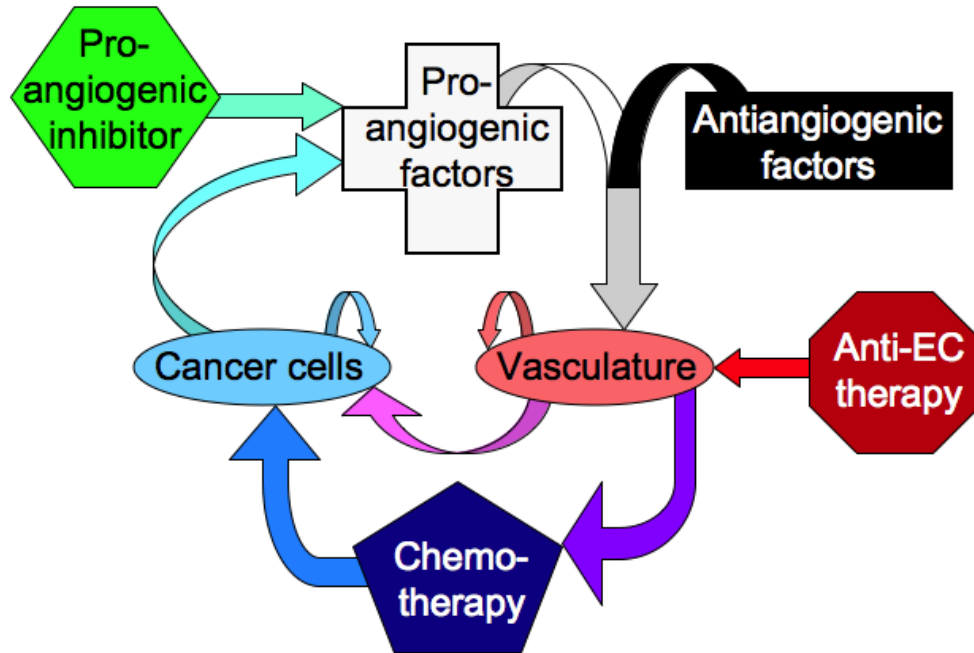 Pro-
angiogenic
inhibitor
Pro-
angiogenic
factors
Antiangiogenic
factors
Cancer cells
Vasculature
Anti-EC
therapy
Chemo-
therapy